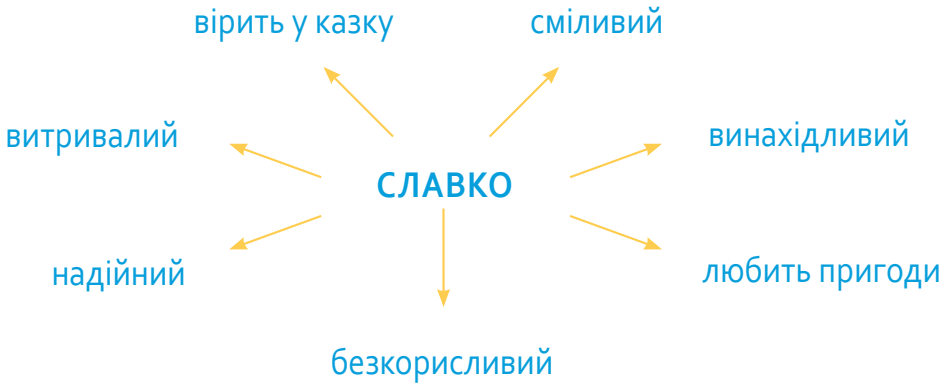 вірить у казку
сміливий
витривалий
винахідливий
СЛАВКО
надійний
любить пригоди
безкорисливий